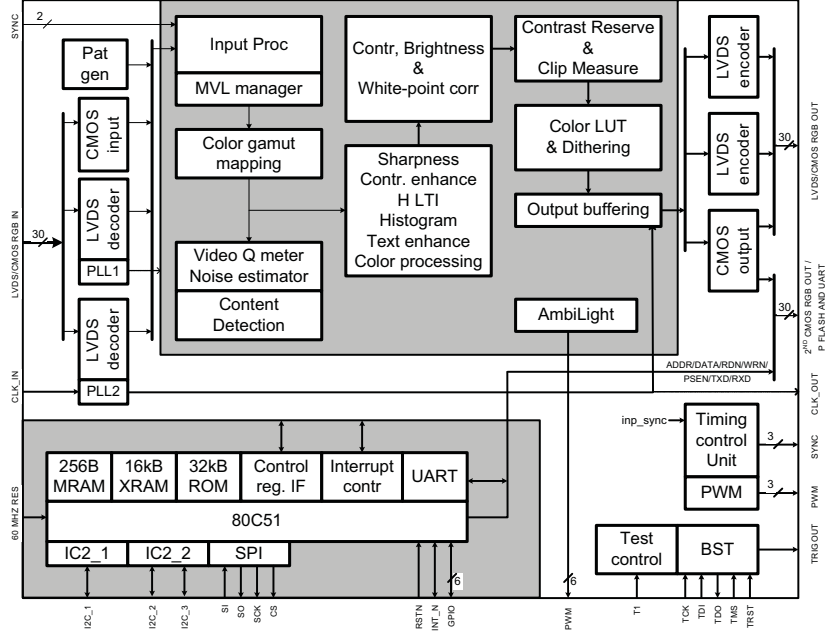 SYNC
2
Pat
gen
CMOS
input
LVDS
decoder
PLL1
LVDS
decoder
PLL2
LVDS/CMOS RGB IN
30
CLK_IN
Input Proc
MVL manager
Color gamut
mapping
Video Q meter
Noise estimator
Content
Detection
Contr, Brightness
&
White-point corr
Sharpness
Contr. enhance
H LTI
Histogram
Text enhance
Color processing
Contrast Reserve
&
Clip Measure
Color LUT
& Dithering
Output buffering
AmbiLight
LVDS
encoder
LVDS
encoder
CMOS
output
30
LVDS/CMOS RGB OUT
30
2ND CMOS RGB OUT /
P FLASH AND UART
ADDR/DATA/RDN/WRN/
PSEN/TXD/RXD
CLK_OUT
inp_sync
Timing
control
Unit
PWM
3
SYNC
3
PWM
Test
control
BST
TRIGOUT
60 MHZ RES
256B
MRAM
16kB
XRAM
32kB
ROM
Control
reg. IF
Interrupt
contr
UART
80C51
IC2_1
IC2_2
SPI
6
6
I2C_1
I2C_2
I2C_3
SI
SO
SCK
CS
RSTN
INT_N
GPIO
PWM
T1
TCK
TDI
TDO
TMS
TRST